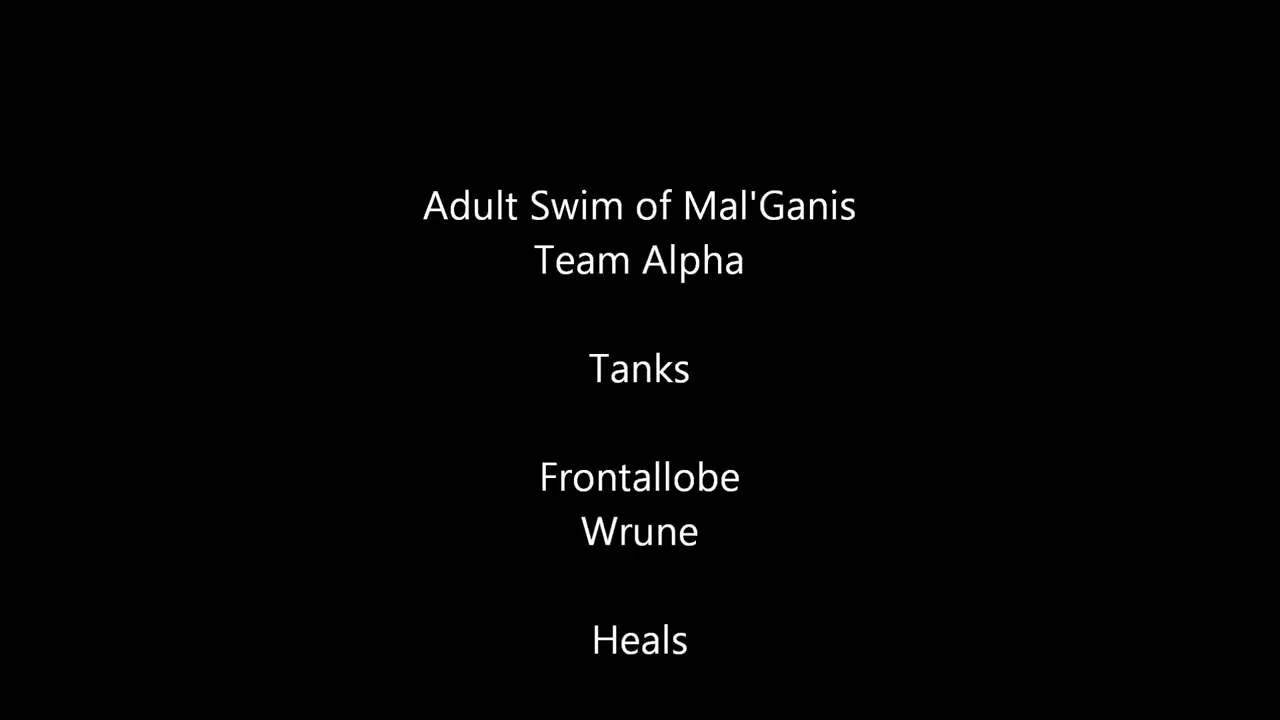 Adult Swim of Mal'Ganis
Team Alpha
Tanks
Frontallobe
Wrune
Heals